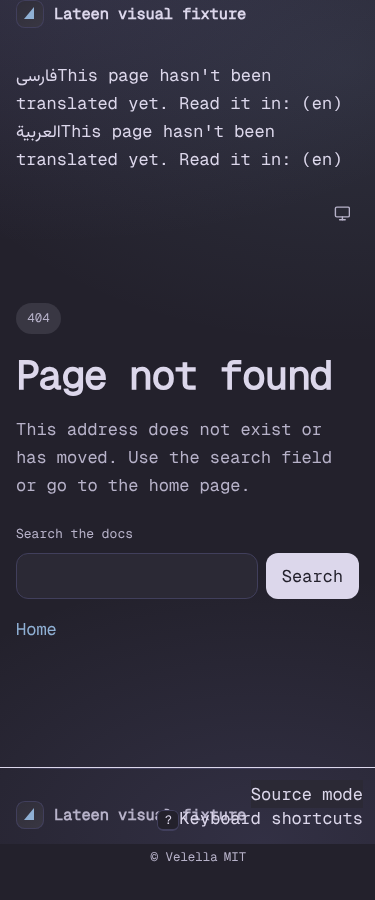 Lateen visual fixture
فارسیThis page hasn't been
translated yet. Read it in: (en)
العربيةThis page hasn't been
translated yet. Read it in: (en)
404
Page not found
This address does not exist or
has moved. Use the search field
or go to the home page.
Search the docs
Search
Home
Source mode
Lateen visual fixture
? Keyboard shortcuts
© Velella MIT